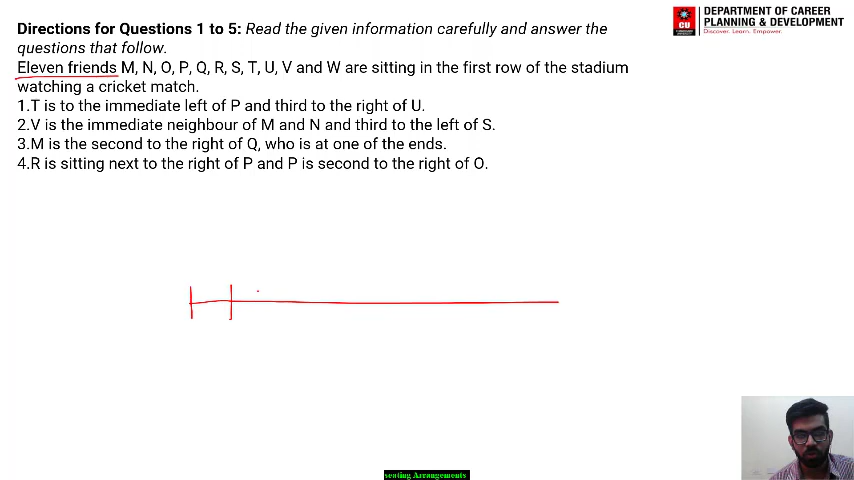 Directions for Questions 1 to 5: Read the given information carefully and answer the
questions that follow.
Eleven friends M, N, O, P, Q, R, S, T, U, V and W are sitting in the first row of the stadium
watching a cricket match.
1.T is to the immediate left of P and third to the right of U.
2.V is the immediate neighbour of M and N and third to the left of S.
3.M is the second to the right of Q, who is at one of the ends.
4.R is sitting next to the right of P and P is second to the right of O.
CU
DEPARTMENT OF CAREER
PLANNING & DEVELOPMENT
Discover. Learn. Empower.
seating Arrangements